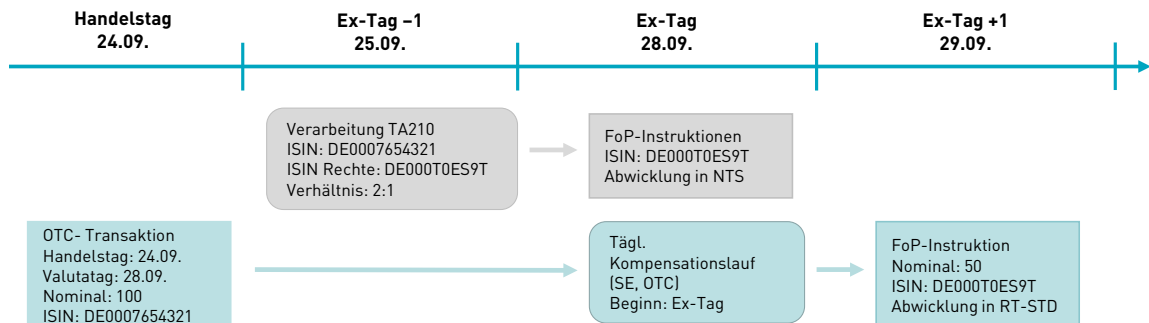 Handelstag
24.09.
Ex-Tag –1
25.09.
Ex-Tag
28.09.
Ex-Tag +1
29.09.
Verarbeitung TA210
ISIN: DE0007654321
ISIN Rechte: DE000T0ES9T
Verhältnis: 2:1
FoP-Instruktionen
ISIN: DE000T0ES9T
Abwicklung in NTS
OTC- Transaktion
Handelstag: 24.09.
Valutatag: 28.09.
Nominal: 100
ISIN: DE0007654321
Tägl.
Kompensationslauf
(SE, OTC)
Beginn: Ex-Tag
FoP-Instruktion
Nominal: 50
ISIN: DE000T0ES9T
Abwicklung in RT-STD